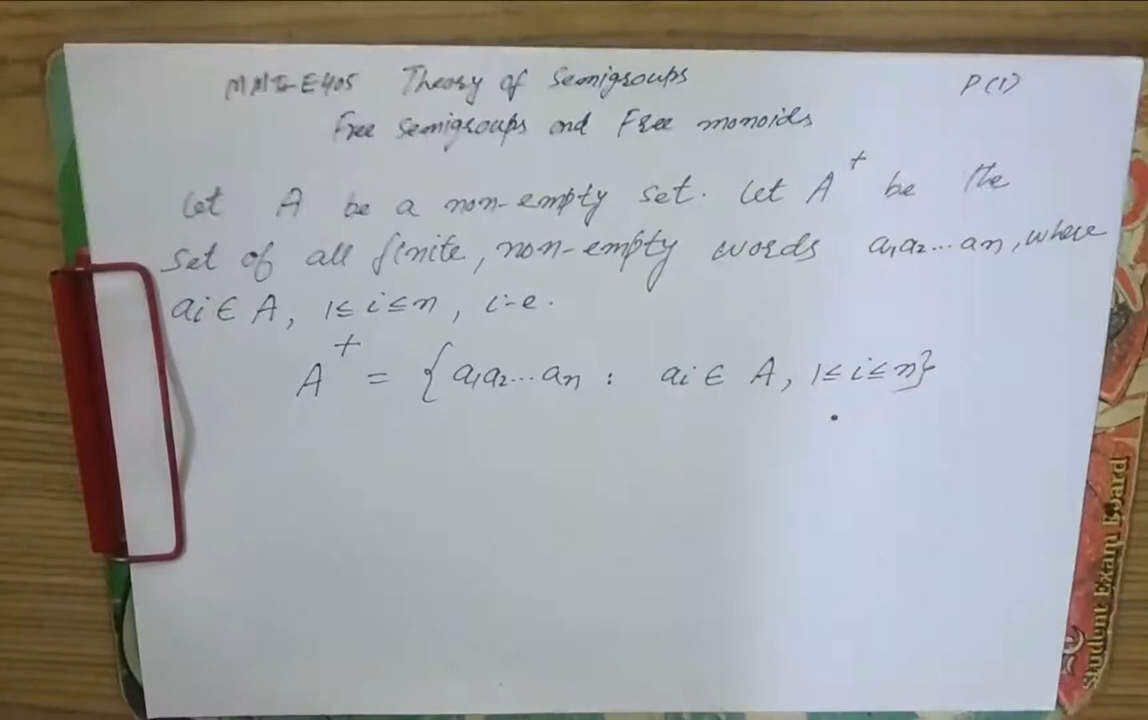 MMT-E405 Theory of Semigroups P(1)
Free Semigroups and Free monoids
Let A be a non-empty set. Let A⁺ be the
set of all finite, non-empty words a₁a₂...aₙ, where
aᵢ ∈ A, 1≤i≤n, i-e.
A⁺ = {a₁a₂...aₙ : aᵢ ∈ A, 1≤i≤n}
Student Exam Board